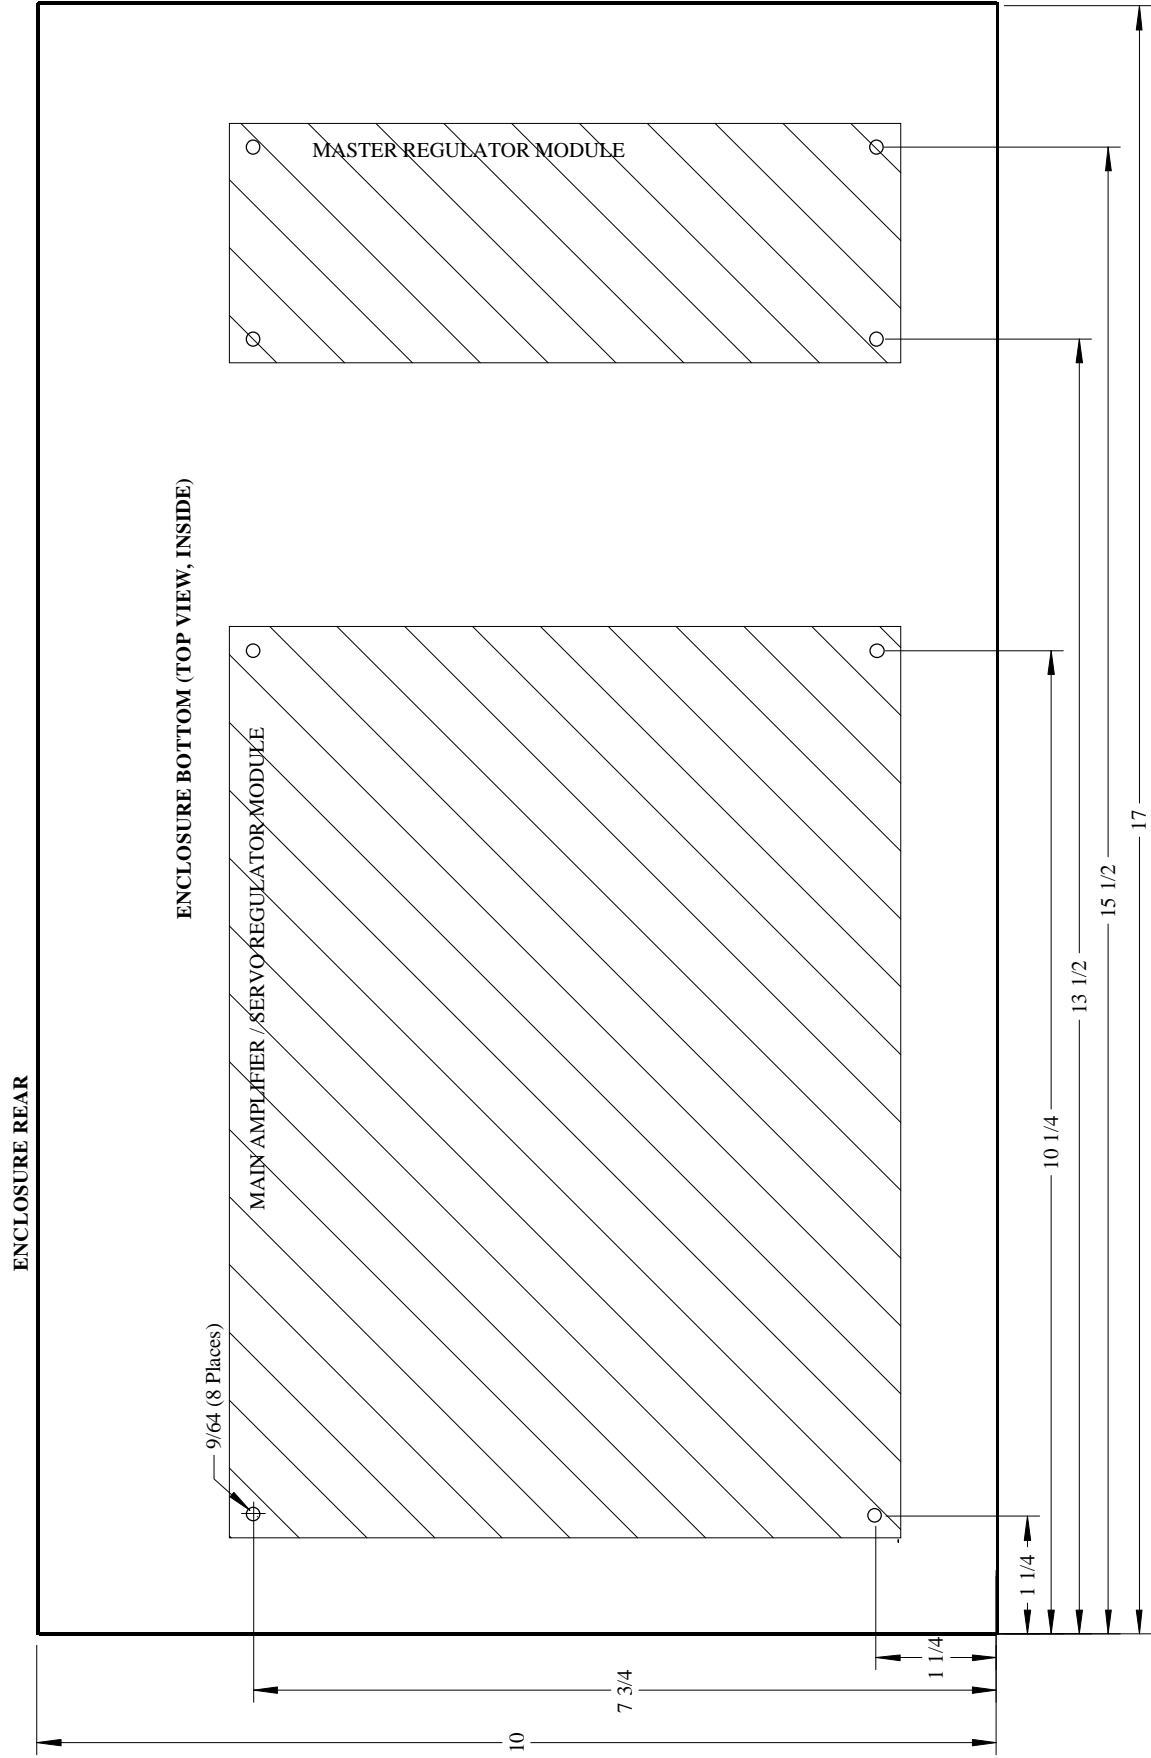 ENCLOSURE REAR
ENCLOSURE BOTTOM (TOP VIEW, INSIDE)
9/64 (8 Places)
MAIN AMPLIFIER / SERVO REGULATOR MODULE
MASTER REGULATOR MODULE
10
7 3/4
1 1/4
1 1/4
10 1/4
13 1/2
15 1/2
17